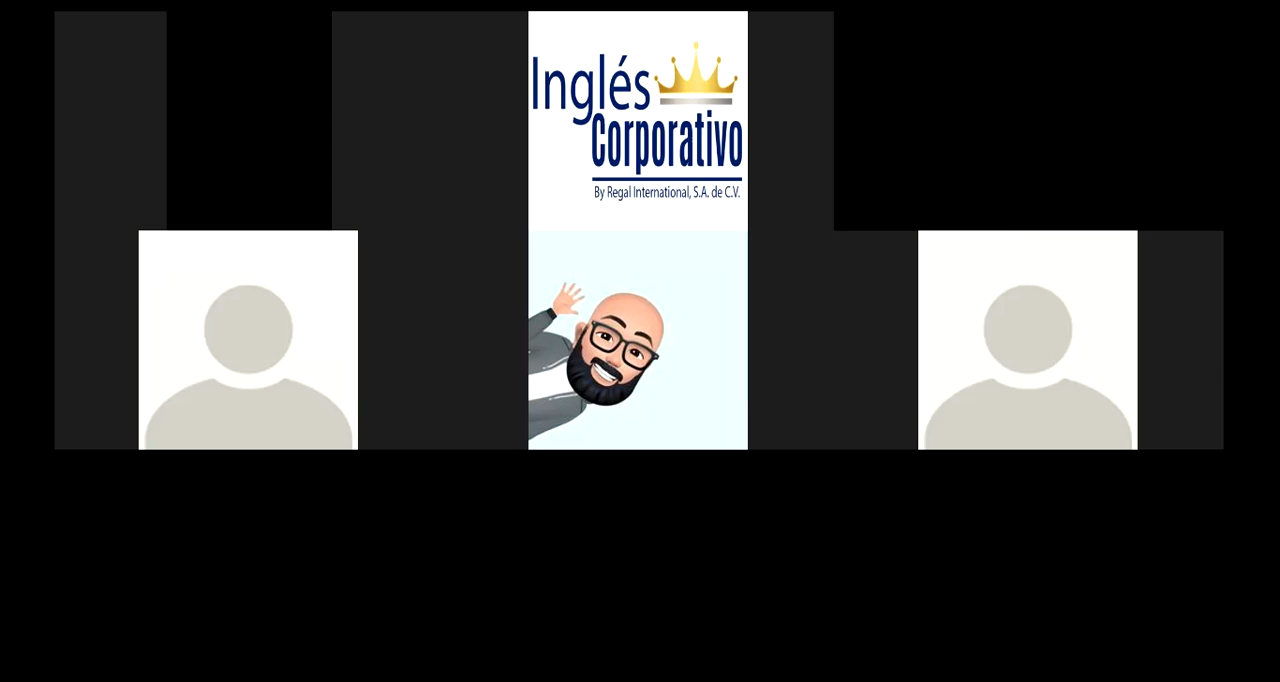 Inglés
Corporativo
By Regal International, S.A. de C.V.